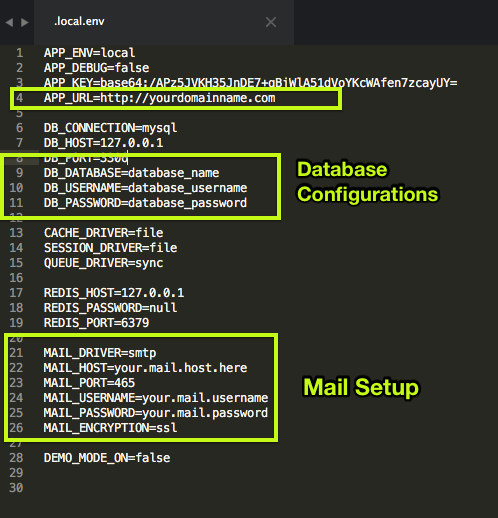 .local.env
1 APP_ENV=local
2 APP_DEBUG=false
3 APP_KEY=base64:/APz5JVKH35JnDE7+gBiWlA51dVoYKcWAfen7zcayUY=
4 APP_URL=http://yourdomainname.com
5
6 DB_CONNECTION=mysql
7 DB_HOST=127.0.0.1
8 DB_PORT=3306
9 DB_DATABASE=database_name
10 DB_USERNAME=database_username
11 DB_PASSWORD=database_password
Database
Configurations
12
13 CACHE_DRIVER=file
14 SESSION_DRIVER=file
15 QUEUE_DRIVER=sync
16
17 REDIS_HOST=127.0.0.1
18 REDIS_PASSWORD=null
19 REDIS_PORT=6379
20
21 MAIL_DRIVER=smtp
22 MAIL_HOST=your.mail.host.here
23 MAIL_PORT=465
24 MAIL_USERNAME=your.mail.username
25 MAIL_PASSWORD=your.mail.password
26 MAIL_ENCRYPTION=ssl
Mail Setup
27
28 DEMO_MODE_ON=false
29
30